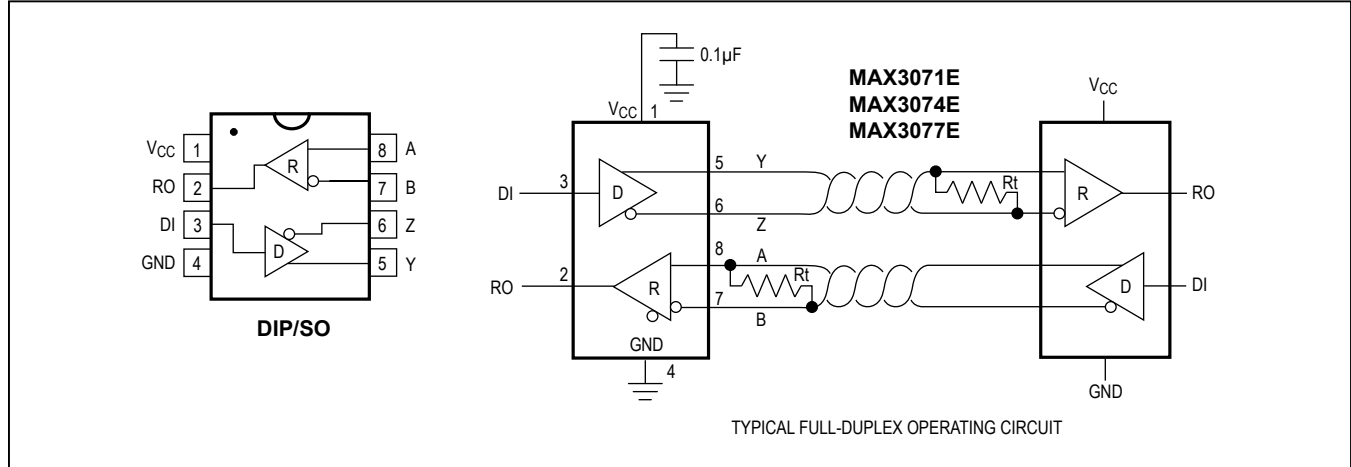 VCC 1
RO 2
DI 3
GND 4
R
D
8 A
7 B
6 Z
5 Y
DIP/SO
0.1µF
VCC 1
MAX3071E
MAX3074E
MAX3077E
VCC
DI 3
D
5 Y
6
Z
Rt
R
RO
RO 2
R
8 A
7
B
Rt
D
DI
GND
4
GND
TYPICAL FULL-DUPLEX OPERATING CIRCUIT